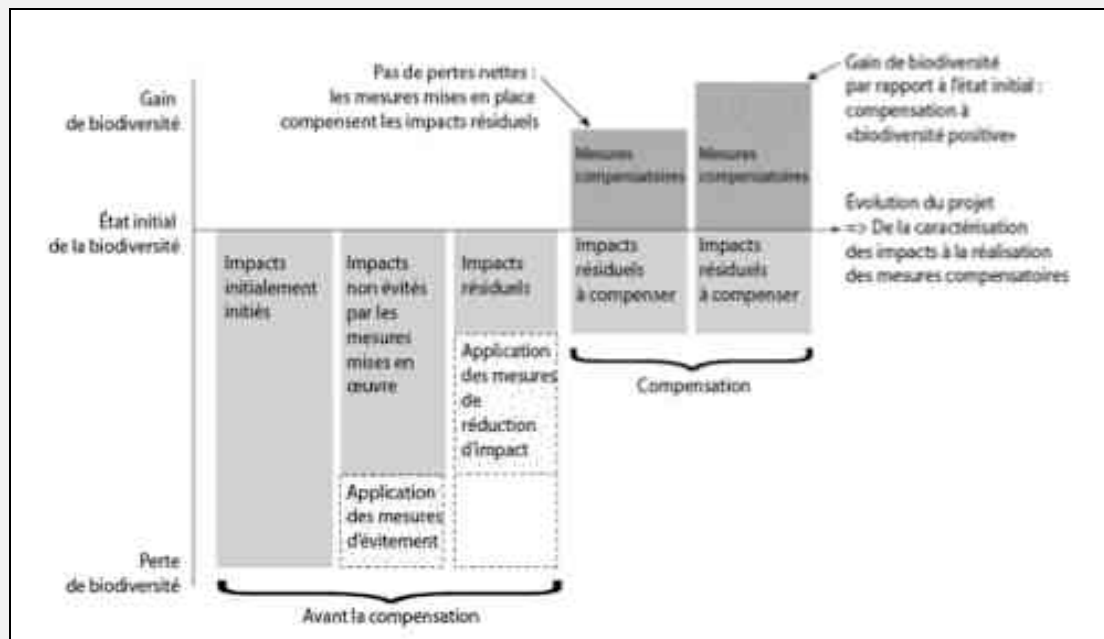 Gain
de biodiversité
Pas de pertes nettes :
les mesures mises en place
compensent les impacts résiduels
Gain de biodiversité
par rapport à l'état initial :
compensation à
«biodiversité positive»
Mesures
compensatoires
Mesures
compensatoires
État initial
de la biodiversité
Évolution du projet
=> De la caractérisation
des impacts à la réalisation
des mesures compensatoires
Impacts
initialement
initiés
Impacts
non évités
par les
mesures
mises en
œuvre
Impacts
résiduels
Impacts
résiduels
à compenser
Impacts
résiduels
à compenser
Application
des mesures
de
réduction
d'impact
Compensation
Application
des mesures
d'évitement
Perte
de biodiversité
Avant la compensation